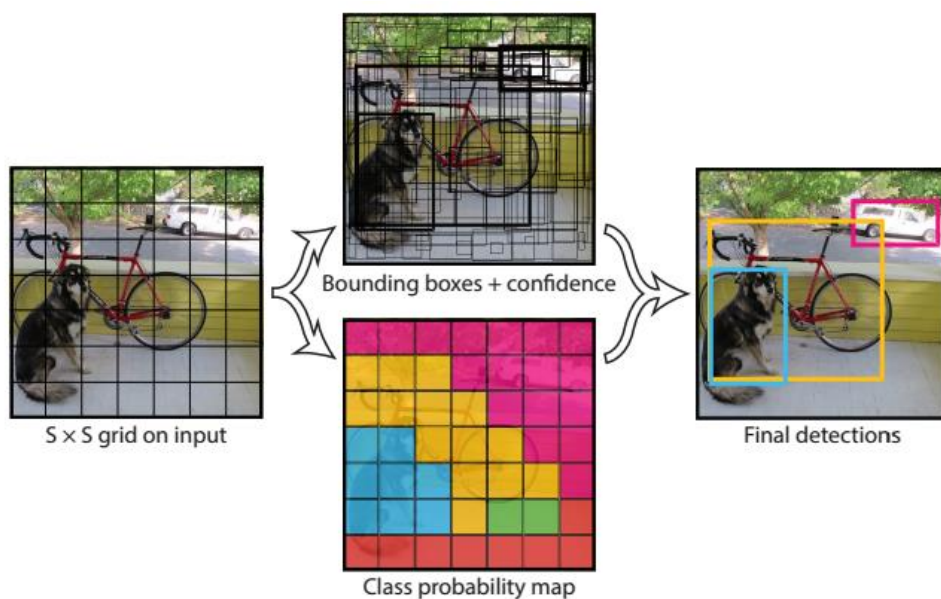 Bounding boxes + confidence
S × S grid on input
Final detections
Class probability map